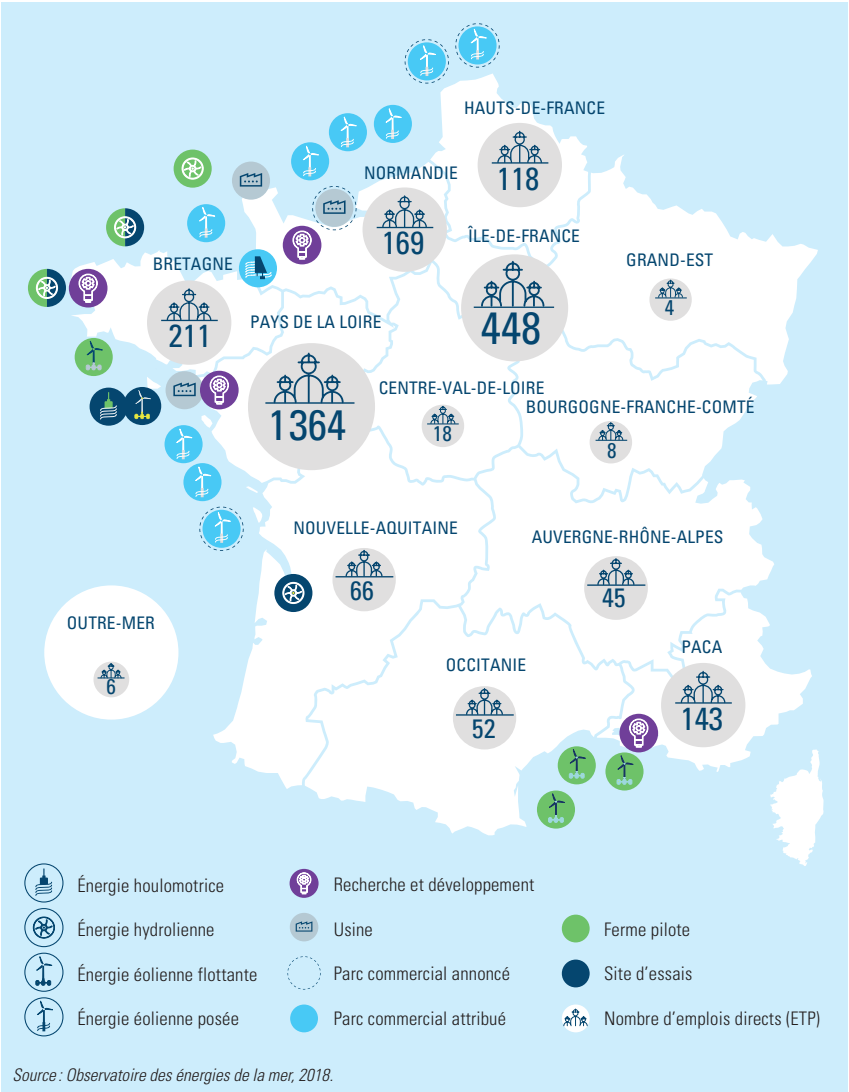 HAUTS-DE-FRANCE
118
NORMANDIE
169
ÎLE-DE-FRANCE
448
GRAND-EST
4
BRETAGNE
211
PAYS DE LA LOIRE
1364
CENTRE-VAL-DE-LOIRE
18
BOURGOGNE-FRANCHE-COMTÉ
8
NOUVELLE-AQUITAINE
66
AUVERGNE-RHÔNE-ALPES
45
OUTRE-MER
6
OCCITANIE
52
PACA
143
Énergie houlomotrice
Énergie hydrolienne
Énergie éolienne flottante
Énergie éolienne posée
Recherche et développement
Usine
Parc commercial annoncé
Parc commercial attribué
Ferme pilote
Site d'essais
Nombre d'emplois directs (ETP)
Source : Observatoire des énergies de la mer, 2018.